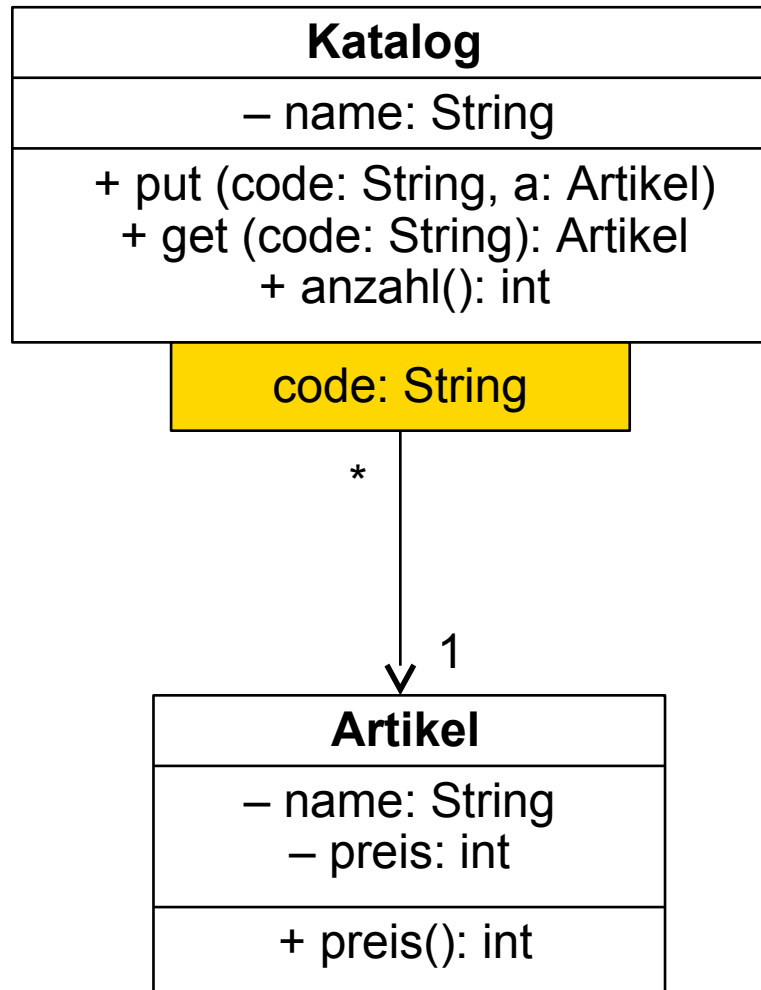 Katalog
– name: String
+ put (code: String, a: Artikel)
+ get (code: String): Artikel
+ anzahl(): int
code: String
*
1
Artikel
– name: String
– preis: int
+ preis(): int